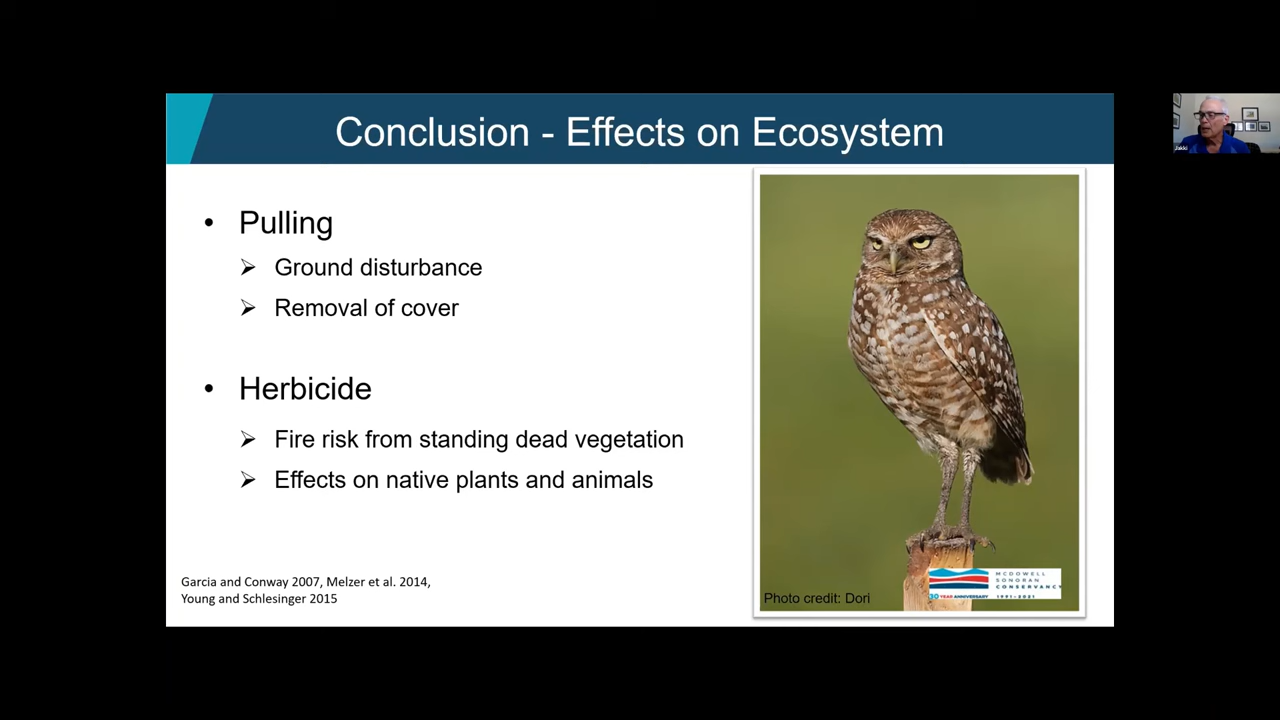 Conclusion - Effects on Ecosystem
• Pulling
➢ Ground disturbance
➢ Removal of cover
• Herbicide
➢ Fire risk from standing dead vegetation
➢ Effects on native plants and animals
Garcia and Conway 2007, Melzer et al. 2014,
Young and Schlesinger 2015
Photo credit: Dori
MCDOWELL
SONORAN
CONSERVANCY
30 YEAR ANNIVERSARY 1991-2021
Jakki